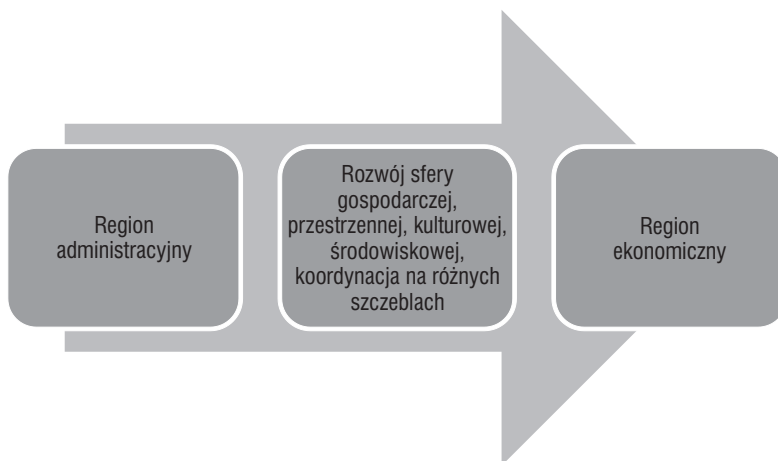 Region
administracyjny
Rozwój sfery
gospodarczej,
przestrzennej, kulturowej,
środowiskowej,
koordynacja na różnych
szczeblach
Region
ekonomiczny